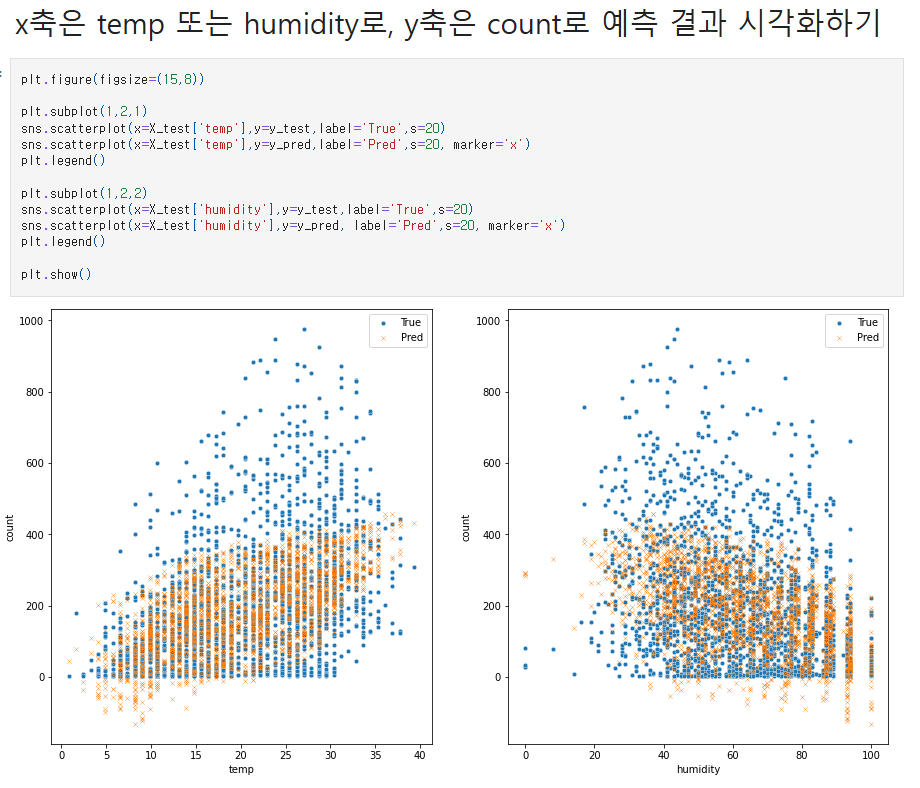 x축은 temp 또는 humidity로, y축은 count로 예측 결과 시각화하기
plt.figure(figsize=(15,8))
plt.subplot(1,2,1)
sns.scatterplot(x=X_test['temp'],y=y_test,label='True',s=20)
sns.scatterplot(x=X_test['temp'],y=y_pred,label='Pred',s=20, marker='x')
plt.legend()
plt.subplot(1,2,2)
sns.scatterplot(x=X_test['humidity'],y=y_test,label='True',s=20)
sns.scatterplot(x=X_test['humidity'],y=y_pred, label='Pred',s=20, marker='x')
plt.legend()
plt.show()
True
Pred
1000
800
600
400
200
0
count
0 5 10 15 20 25 30 35 40
temp
True
Pred
1000
800
600
400
200
0
count
0 20 40 60 80 100
humidity